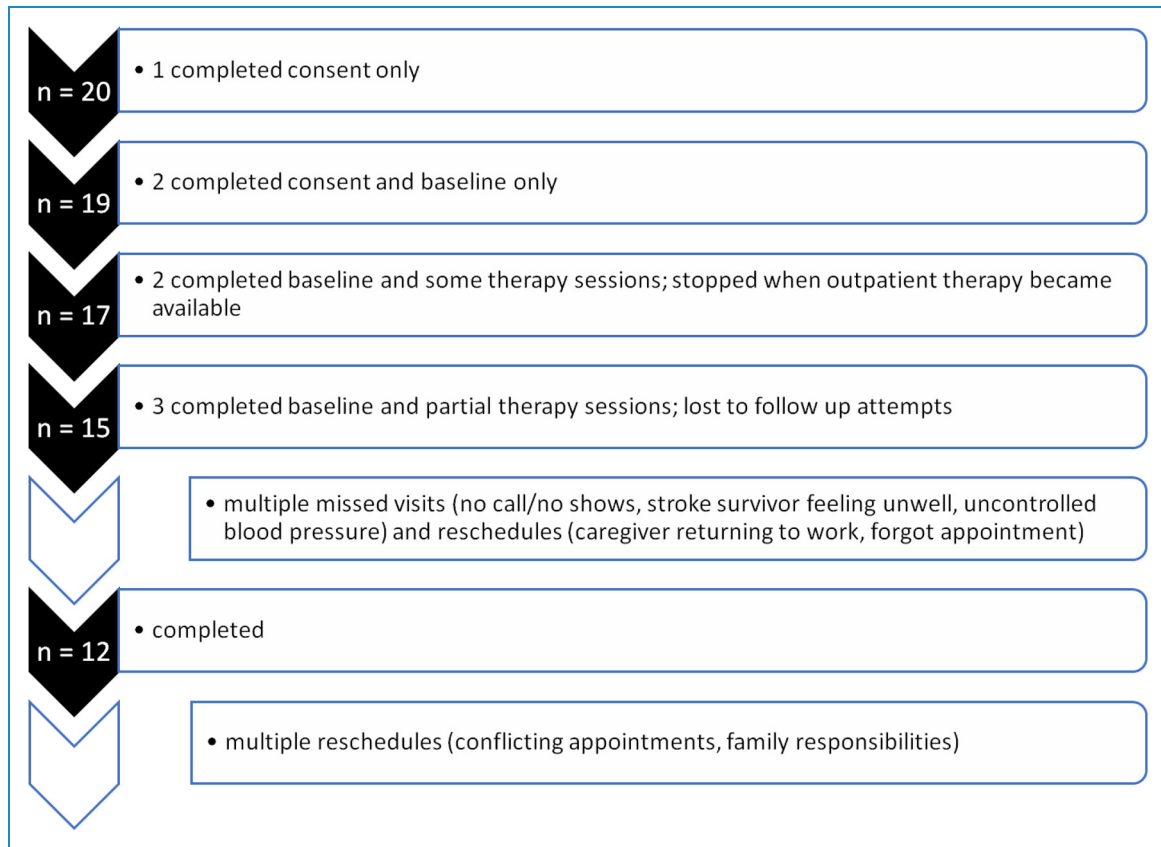 n = 20
• 1 completed consent only
n = 19
• 2 completed consent and baseline only
n = 17
• 2 completed baseline and some therapy sessions; stopped when outpatient therapy became
available
n = 15
• 3 completed baseline and partial therapy sessions; lost to follow up attempts
• multiple missed visits (no call/no shows, stroke survivor feeling unwell, uncontrolled
blood pressure) and reschedules (caregiver returning to work, forgot appointment)
n = 12
• completed
• multiple reschedules (conflicting appointments, family responsibilities)